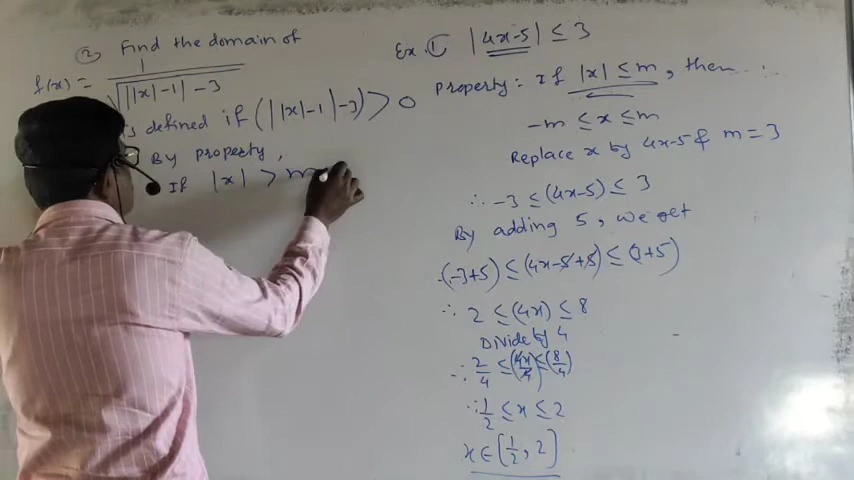 ② Find the domain of
f(x) = 1 / √(||x|-1| - 3)
is defined if (||x|-1|-3) > 0
By property,
If |x| > m
Ex. ① |4x-5| ≤ 3
Property: If |x| ≤ m, then ...
-m ≤ x ≤ m
Replace x by 4x-5 & m = 3
∴ -3 ≤ (4x-5) ≤ 3
By adding 5, we get
(-3+5) ≤ (4x-5+5) ≤ (3+5)
∴ 2 ≤ (4x) ≤ 8
Divide by 4
∴ 2/4 ≤ (4x/4) ≤ (8/4)
∴ 1/2 ≤ x ≤ 2
x ∈ [1/2, 2]